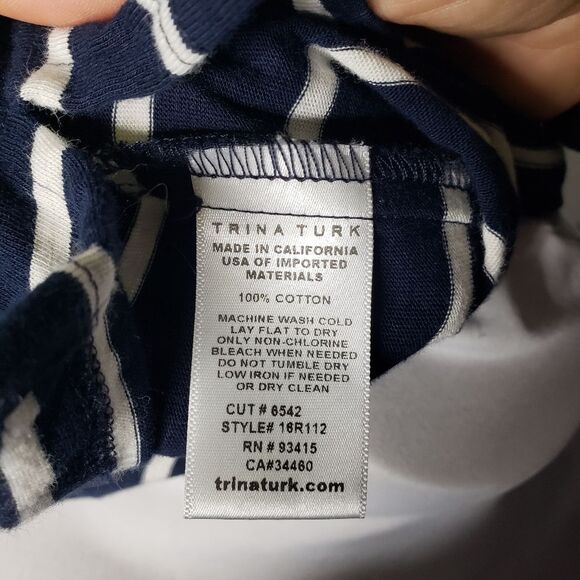 TRINA TURK
MADE IN CALIFORNIA
USA OF IMPORTED
MATERIALS
100% COTTON
MACHINE WASH COLD
LAY FLAT TO DRY
ONLY NON-CHLORINE
BLEACH WHEN NEEDED
DO NOT TUMBLE DRY
LOW IRON IF NEEDED
OR DRY CLEAN
CUT # 6542
STYLE# 16R112
RN # 93415
CA#34460
trinaturk.com